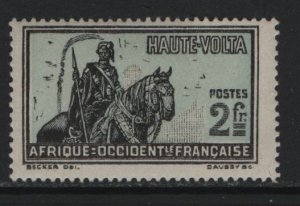 HAUTE-VOLTA
POSTES
2fr.
AFRIQUE-OCCIDENTLE FRANÇAISE
BECKER DEL. DAUSSY SC.